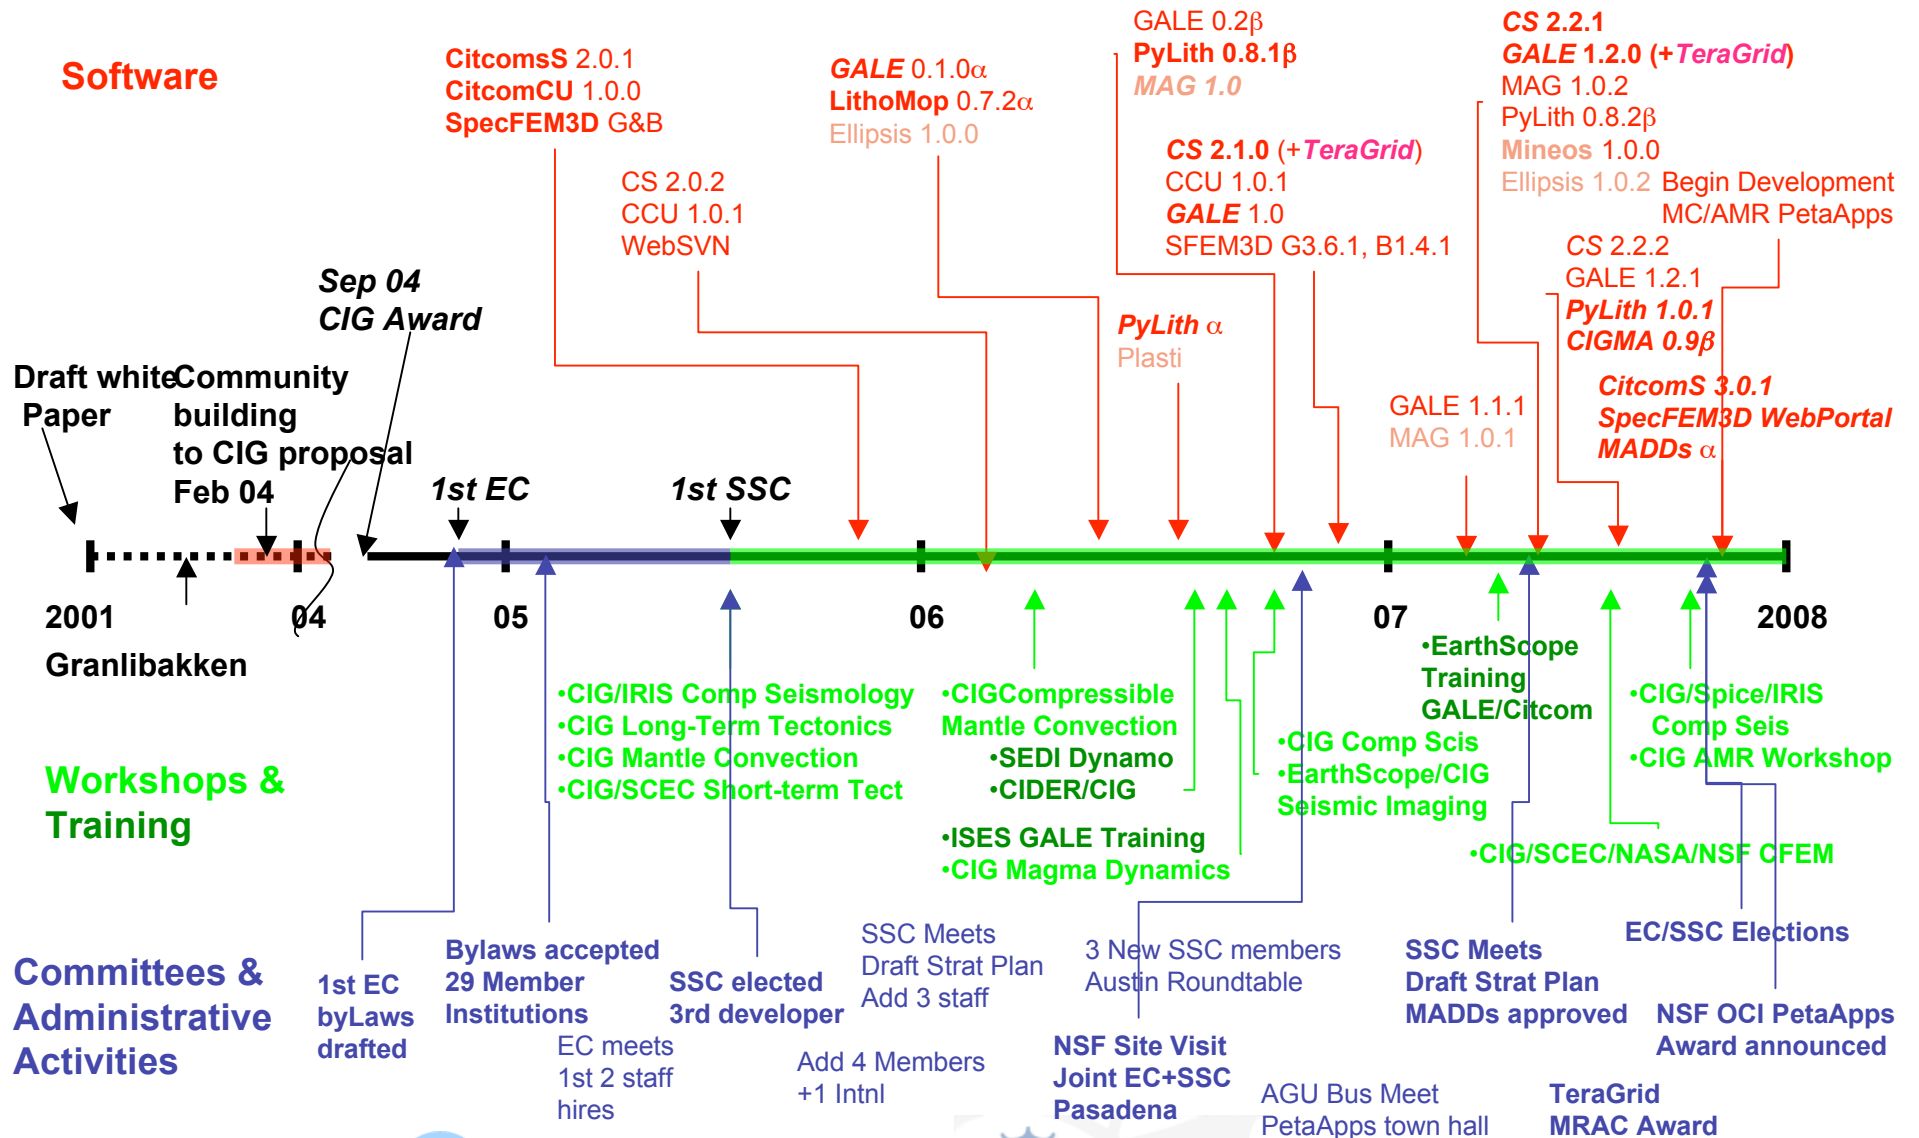 Software
CitcomsS 2.0.1
CitcomCU 1.0.0
SpecFEM3D G&B
CS 2.0.2
CCU 1.0.1
WebSVN
GALE 0.1.0α
LithoMop 0.7.2α
Ellipsis 1.0.0
GALE 0.2β
PyLith 0.8.1β
MAG 1.0
CS 2.1.0 (+TeraGrid)
CCU 1.0.1
GALE 1.0
SFEM3D G3.6.1, B1.4.1
PyLith α
Plasti
CS 2.2.1
GALE 1.2.0 (+TeraGrid)
MAG 1.0.2
PyLith 0.8.2β
Mineos 1.0.0
Ellipsis 1.0.2
Begin Development
MC/AMR PetaApps
CS 2.2.2
GALE 1.2.1
PyLith 1.0.1
CIGMA 0.9β
CitcomS 3.0.1
SpecFEM3D WebPortal
MADDs α
GALE 1.1.1
MAG 1.0.1
Sep 04
CIG Award
Draft white
Paper
Community
building
to CIG proposal
Feb 04
1st EC
1st SSC
2001
04
05
06
07
2008
Granlibakken
Workshops &
Training
•CIG/IRIS Comp Seismology
•CIG Long-Term Tectonics
•CIG Mantle Convection
•CIG/SCEC Short-term Tect
•CIGCompressible
Mantle Convection
•SEDI Dynamo
•CIDER/CIG
•ISES GALE Training
•CIG Magma Dynamics
•CIG Comp Scis
•EarthScope/CIG
Seismic Imaging
•EarthScope
Training
GALE/Citcom
•CIG/Spice/IRIS
Comp Seis
•CIG AMR Workshop
•CIG/SCEC/NASA/NSF CFEM
Committees &
Administrative
Activities
1st EC
byLaws
drafted
Bylaws accepted
29 Member
Institutions
EC meets
1st 2 staff
hires
SSC elected
3rd developer
Add 4 Members
+1 Intnl
SSC Meets
Draft Strat Plan
Add 3 staff
3 New SSC members
Austin Roundtable
NSF Site Visit
Joint EC+SSC
Pasadena
AGU Bus Meet
PetaApps town hall
SSC Meets
Draft Strat Plan
MADDs approved
TeraGrid
MRAC Award
EC/SSC Elections
NSF OCI PetaApps
Award announced